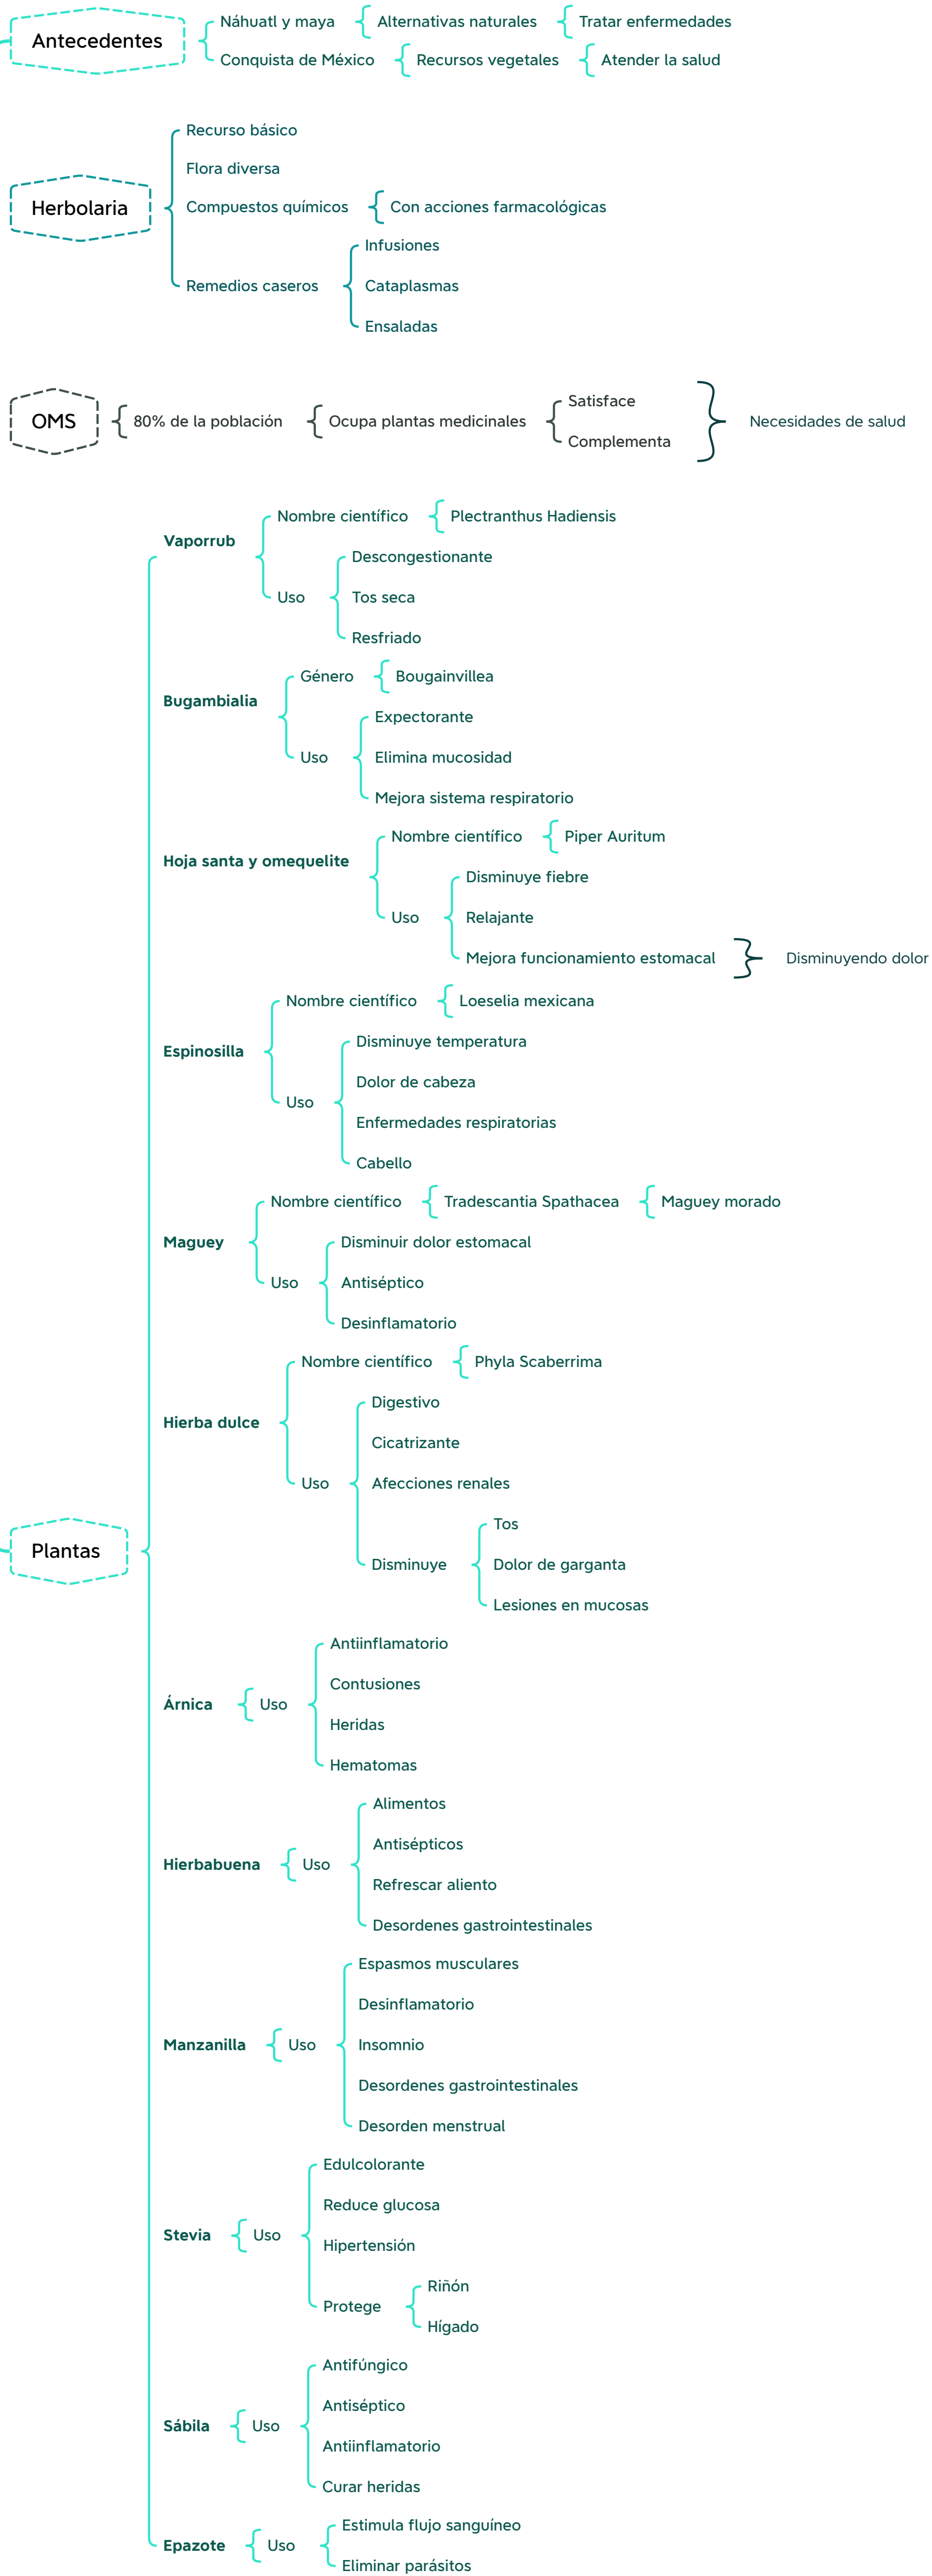 Antecedentes
Náhuatl y maya
Alternativas naturales
Tratar enfermedades
Conquista de México
Recursos vegetales
Atender la salud
Herbolaria
Recurso básico
Flora diversa
Compuestos químicos
Con acciones farmacológicas
Remedios caseros
Infusiones
Cataplasmas
Ensaladas
OMS
80% de la población
Ocupa plantas medicinales
Satisface
Complementa
Necesidades de salud
Plantas
Vaporrub
Nombre científico
Plectranthus Hadiensis
Uso
Descongestionante
Tos seca
Resfriado
Bugambialia
Género
Bougainvillea
Uso
Expectorante
Elimina mucosidad
Mejora sistema respiratorio
Hoja santa y omequelite
Nombre científico
Piper Auritum
Uso
Disminuye fiebre
Relajante
Mejora funcionamiento estomacal
Disminuyendo dolor
Espinosilla
Nombre científico
Loeselia mexicana
Uso
Disminuye temperatura
Dolor de cabeza
Enfermedades respiratorias
Cabello
Maguey
Nombre científico
Tradescantia Spathacea
Maguey morado
Uso
Disminuir dolor estomacal
Antiséptico
Desinflamatorio
Hierba dulce
Nombre científico
Phyla Scaberrima
Uso
Digestivo
Cicatrizante
Afecciones renales
Disminuye
Tos
Dolor de garganta
Lesiones en mucosas
Árnica
Uso
Antiinflamatorio
Contusiones
Heridas
Hematomas
Hierbabuena
Uso
Alimentos
Antisépticos
Refrescar aliento
Desordenes gastrointestinales
Manzanilla
Uso
Espasmos musculares
Desinflamatorio
Insomnio
Desordenes gastrointestinales
Desorden menstrual
Stevia
Uso
Edulcolorante
Reduce glucosa
Hipertensión
Protege
Riñón
Hígado
Sábila
Uso
Antifúngico
Antiséptico
Antiinflamatorio
Curar heridas
Epazote
Uso
Estimula flujo sanguíneo
Eliminar parásitos